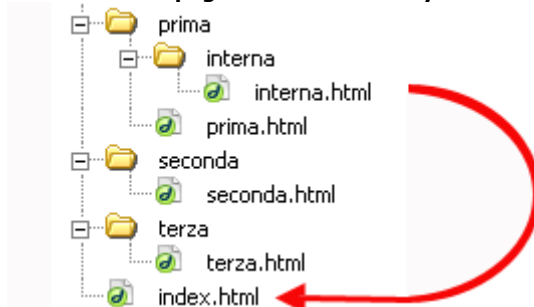 prima
interna
interna.html
prima.html
seconda
seconda.html
terza
terza.html
index.html